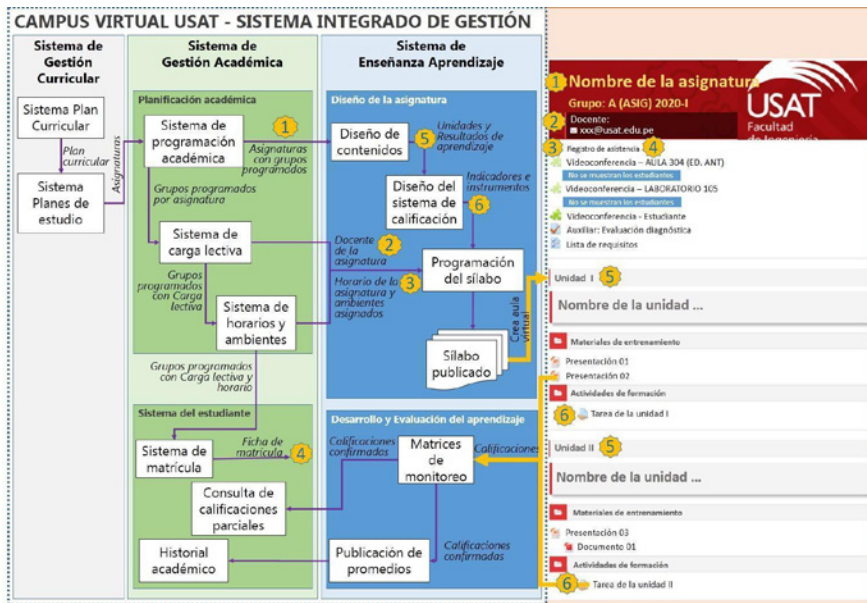 CAMPUS VIRTUAL USAT - SISTEMA INTEGRADO DE GESTIÓN
Sistema de
Gestión
Curricular
Sistema de
Gestión Académica
Sistema de
Enseñanza Aprendizaje
Sistema Plan
Curricular
Plan
curricular
Sistema
Planes de
estudio
Asignaturas
Planificación académica
Sistema de
programación
académica
1
Asignaturas
con grupos
programados
Grupos programados
por asignatura
Sistema de
carga lectiva
Grupos
programados
con Carga
lectiva
Sistema de
horarios y
ambientes
Docente
de la
asignatura
2
Horario de la
asignatura y
ambientes
asignados
3
Grupos programados
con Carga lectiva y
horario
Diseño de la asignatura
Diseño de
contenidos
5
Unidades y
Resultados de
aprendizaje
Diseño del
sistema de
calificación
Indicadores e
instrumentos
6
Programación
del sílabo
Sílabo
publicado
Crea aula
virtual
Sistema del estudiante
Sistema de
matrícula
Ficha de
matrícula
4
Consulta de
calificaciones
parciales
Historial
académico
Desarrollo y Evaluación del aprendizaje
Calificaciones
confirmadas
Matrices de
monitoreo
Calificaciones
Calificaciones
confirmadas
Publicación de
promedios
1 Nombre de la asignatura
Grupo: A (ASIG) 2020-I
2 Docente:
xxx@usat.edu.pe
USAT
Facultad
de Ingeniería
3 Registro de asistencia 4
Videoconferencia – AULA 304 (ED. ANT)
No se muestran los estudiantes
Videoconferencia – LABORATORIO 105
No se muestran los estudiantes
Videoconferencia - Estudiante
Auxiliar: Evaluación diagnóstica
Lista de requisitos
Unidad I 5
Nombre de la unidad ...
Materiales de entrenamiento
Presentación 01
Presentación 02
Actividades de formación
6 Tarea de la unidad I
Unidad II 5
Nombre de la unidad ...
Materiales de entrenamiento
Presentación 03
Documento 01
Actividades de formación
6 Tarea de la unidad II